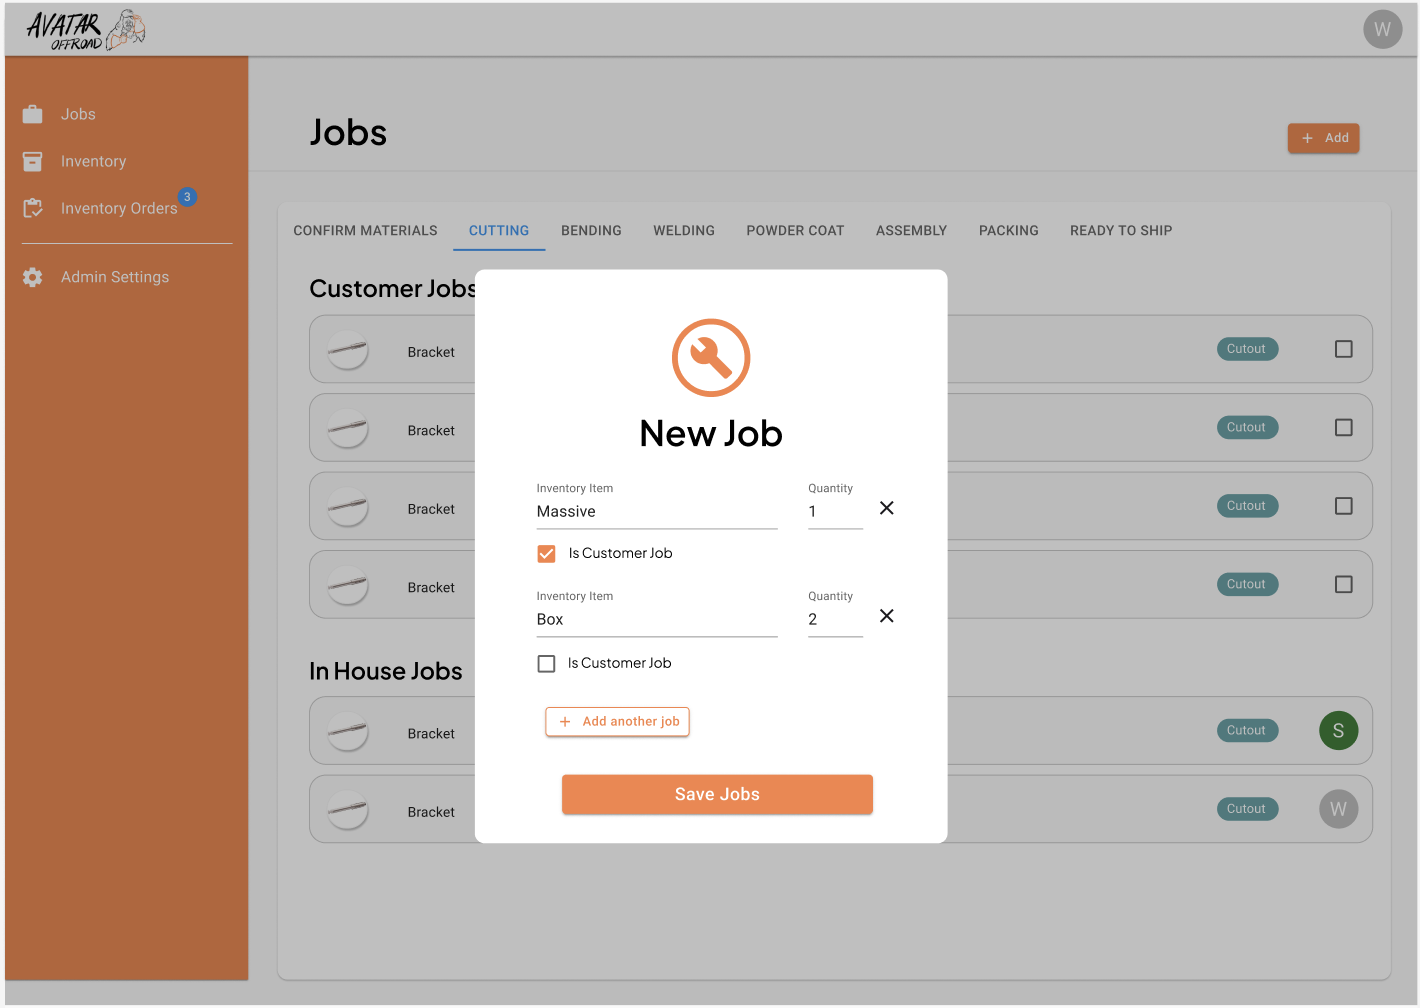 AVATAR
OFFROAD
W
Jobs
Inventory
Inventory Orders 3
Admin Settings
Jobs
+ Add
CONFIRM MATERIALS CUTTING BENDING WELDING POWDER COAT ASSEMBLY PACKING READY TO SHIP
Customer Jobs
Bracket Cutout
Bracket Cutout
Bracket Cutout
Bracket Cutout
In House Jobs
Bracket Cutout S
Bracket Cutout W
New Job
Inventory Item Quantity
Massive 1
Is Customer Job
Inventory Item Quantity
Box 2
Is Customer Job
+ Add another job
Save Jobs